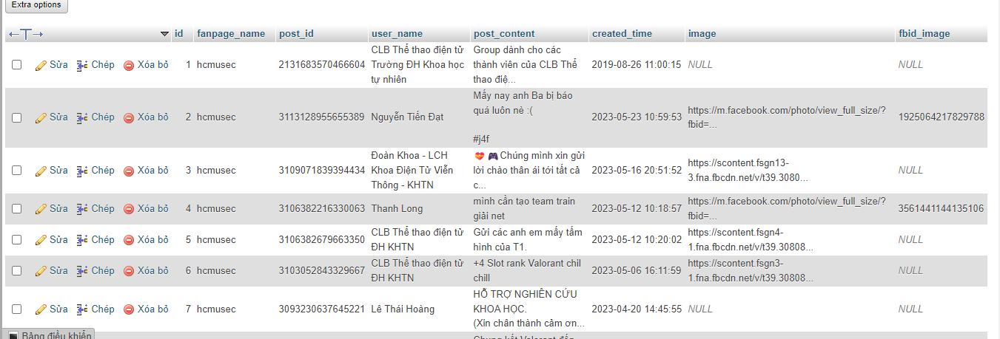 Extra options
id fanpage_name post_id user_name post_content created_time image fbid_image
CLB Thể thao điện tử Group dành cho các
Sửa Chép Xóa bỏ 1 hcmusec 2131683570466604 Trường ĐH Khoa học thành viên của CLB Thể 2019-08-26 11:00:15 NULL NULL
tự nhiên thao điệ...
Mấy nay anh Ba bị báo
quá luôn nè :(
Sửa Chép Xóa bỏ 2 hcmusec 3113128955655389 Nguyễn Tiến Đạt 2023-05-23 10:59:53 https://m.facebook.com/photo/view_full_size/? 1925064217829788
fbid=...
#j4f
Đoàn Khoa - LCH 💝 🎮Chúng mình xin gửi
Sửa Chép Xóa bỏ 3 hcmusec 3109071839394434 Khoa Điện Tử Viễn lời chào thân ái tới tất cả 2023-05-16 20:51:52 https://scontent.fsgn13- NULL
Thông - KHTN c... 3.fna.fbcdn.net/v/t39.3080...
Sửa Chép Xóa bỏ 4 hcmusec 3106382216330063 Thanh Long mình cần tạo team train 2023-05-12 10:18:57 https://m.facebook.com/photo/view_full_size/? 3561441144135106
giải net fbid=...
Sửa Chép Xóa bỏ 5 hcmusec 3106382679663350 CLB Thể thao điện tử Gửi các anh em mấy tấm 2023-05-12 10:20:02 https://scontent.fsgn4- NULL
ĐH KHTN hình của T1. 1.fna.fbcdn.net/v/t39.30808...
Sửa Chép Xóa bỏ 6 hcmusec 3103052843329667 CLB Thể thao điện tử +4 Slot rank Valorant chil 2023-05-06 16:11:59 https://scontent.fsgn3- NULL
ĐH KHTN chill 1.fna.fbcdn.net/v/t39.30808...
HỖ TRỢ NGHIÊN CỨU
Sửa Chép Xóa bỏ 7 hcmusec 3093230637645221 Lê Thái Hoàng KHOA HỌC. 2023-04-20 14:45:55 NULL NULL
(Xin chân thành cảm ơn...
Bảng điều khiển Chung kết Valorant đến